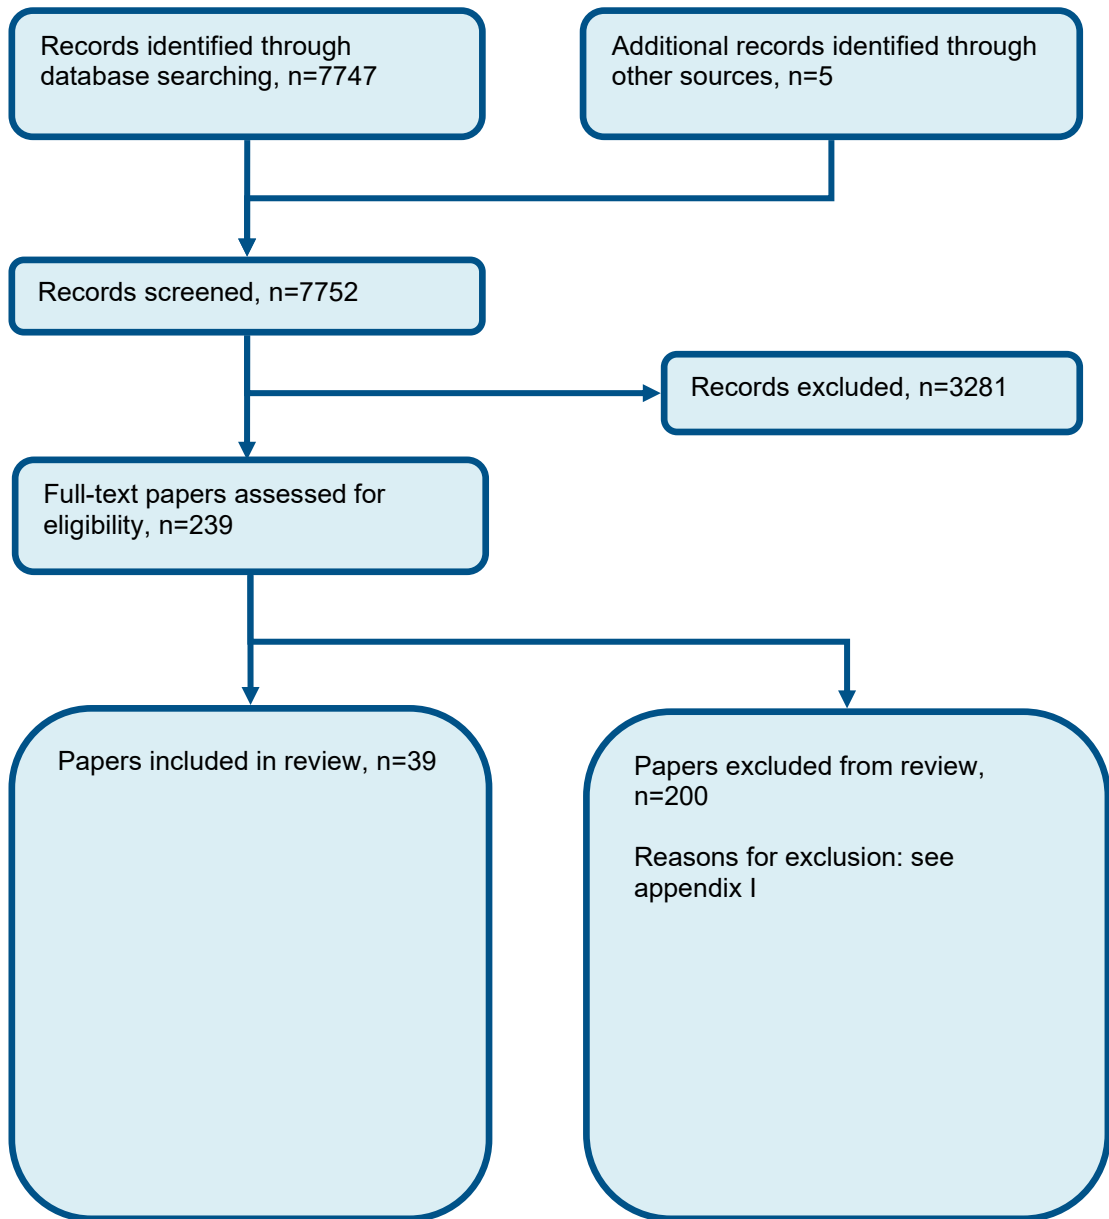 Records identified through
database searching, n=7747
Additional records identified through
other sources, n=5
Records screened, n=7752
Records excluded, n=3281
Full-text papers assessed for
eligibility, n=239
Papers included in review, n=39
Papers excluded from review,
n=200
Reasons for exclusion: see
appendix I